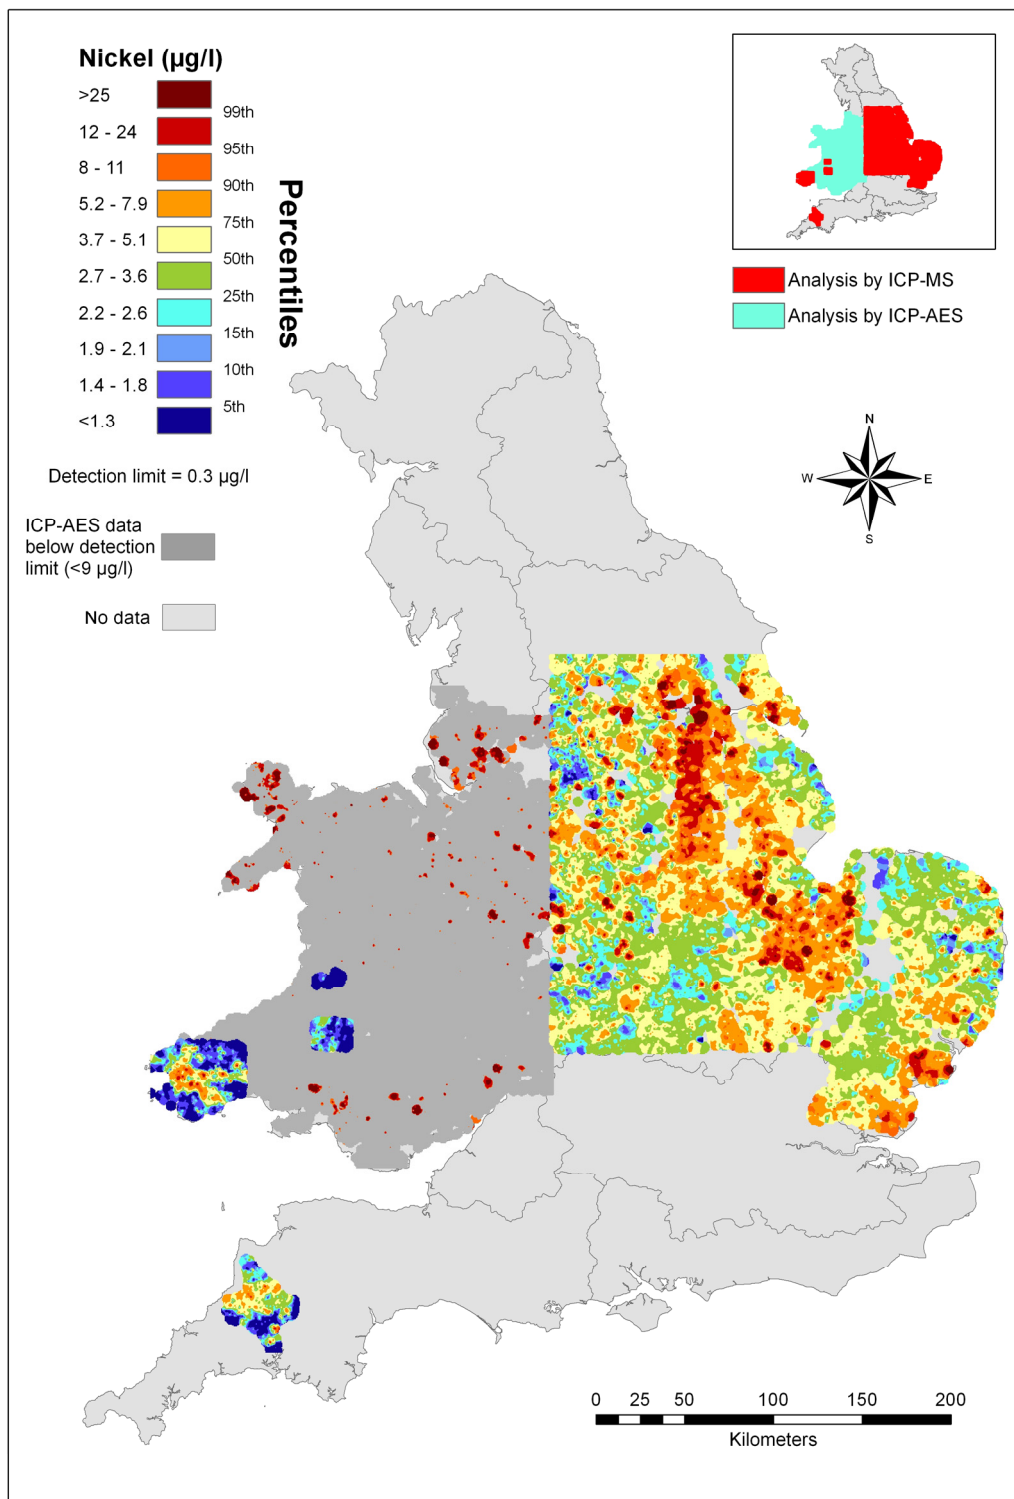 Nickel (µg/l)
>25
99th
12 - 24
95th
8 - 11
90th
5.2 - 7.9
75th
3.7 - 5.1
50th
2.7 - 3.6
25th
2.2 - 2.6
15th
1.9 - 2.1
10th
1.4 - 1.8
5th
<1.3
Percentiles
Detection limit = 0.3 µg/l
ICP-AES data
below detection
limit (<9 µg/l)
No data
Analysis by ICP-MS
Analysis by ICP-AES
N
W
E
S
0 25 50 100 150 200
Kilometers